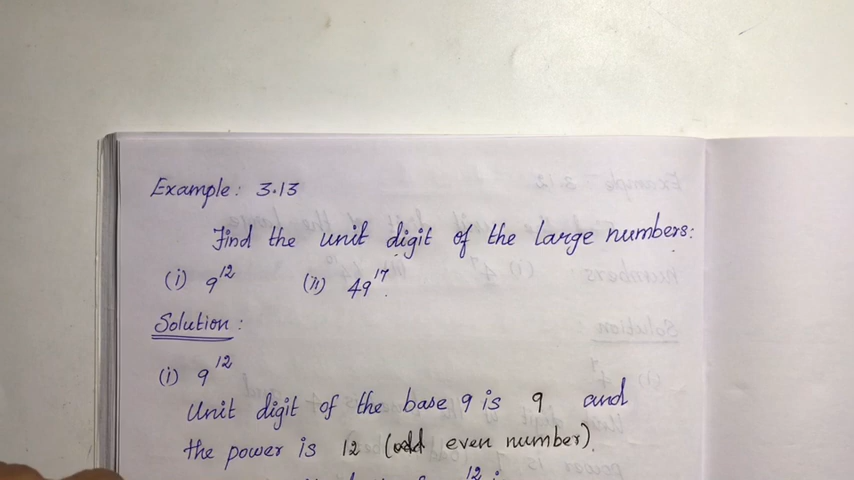 Example: 3.13
Find the unit digit of the large numbers:
(i) 9^12 (ii) 49^17.
Solution:
(i) 9^12
Unit digit of the base 9 is 9 and
the power is 12 (odd even number).
12